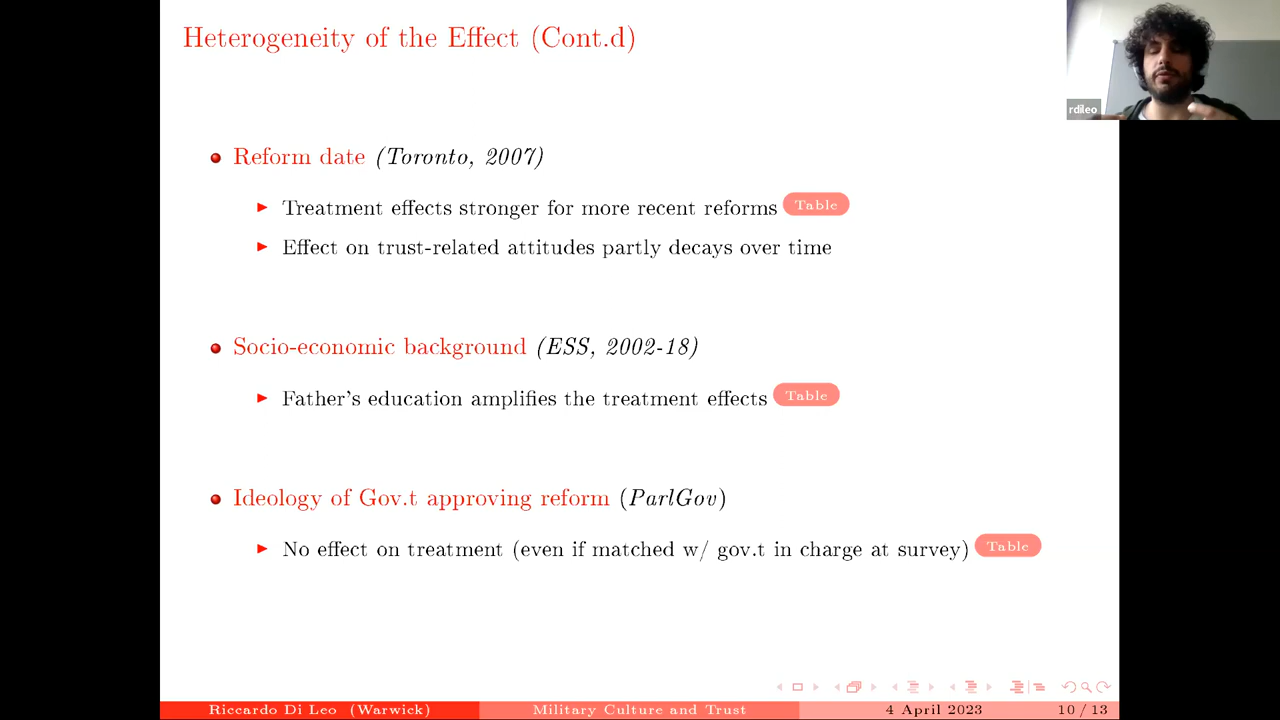 Heterogeneity of the Effect (Cont.d)
rdileo
Reform date (Toronto, 2007)
Treatment effects stronger for more recent reforms Table
Effect on trust-related attitudes partly decays over time
Socio-economic background (ESS, 2002-18)
Father's education amplifies the treatment effects Table
Ideology of Gov.t approving reform (ParlGov)
No effect on treatment (even if matched w/ gov.t in charge at survey) Table
Riccardo Di Leo (Warwick) Military Culture and Trust 4 April 2023 10 / 13